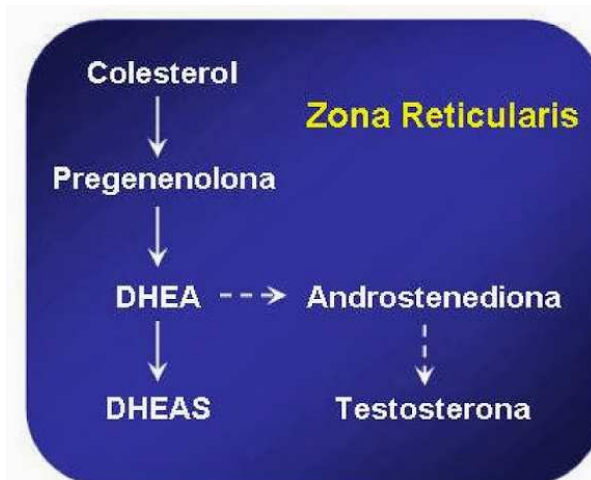 Colesterol
Zona Reticularis
Pregenenolona
DHEA
Androstenediona
DHEAS
Testosterona